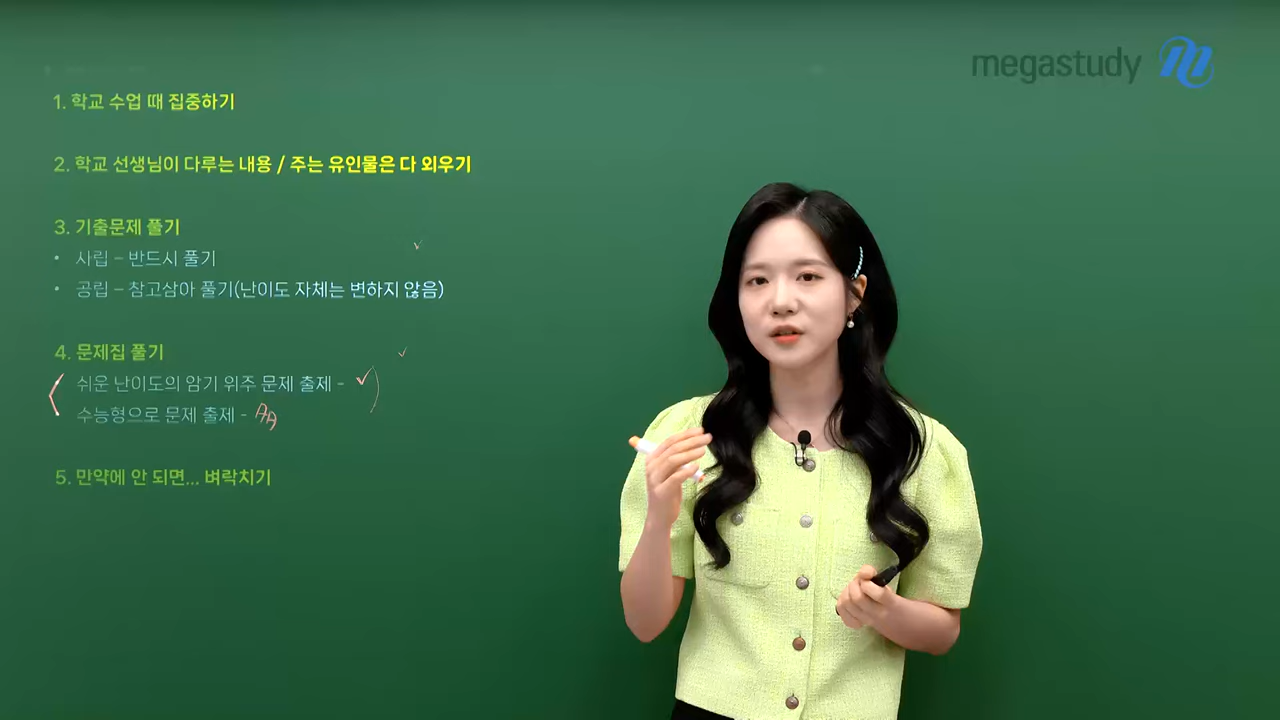 megastudy
1. 학교 수업 때 집중하기
2. 학교 선생님이 다루는 내용 / 주는 유인물은 다 외우기
3. 기출문제 풀기
• 사립 – 반드시 풀기
• 공립 – 참고삼아 풀기(난이도 자체는 변하지 않음)
4. 문제집 풀기
쉬운 난이도의 암기 위주 문제 출제 -
수능형으로 문제 출제 -
5. 만약에 안 되면... 벼락치기